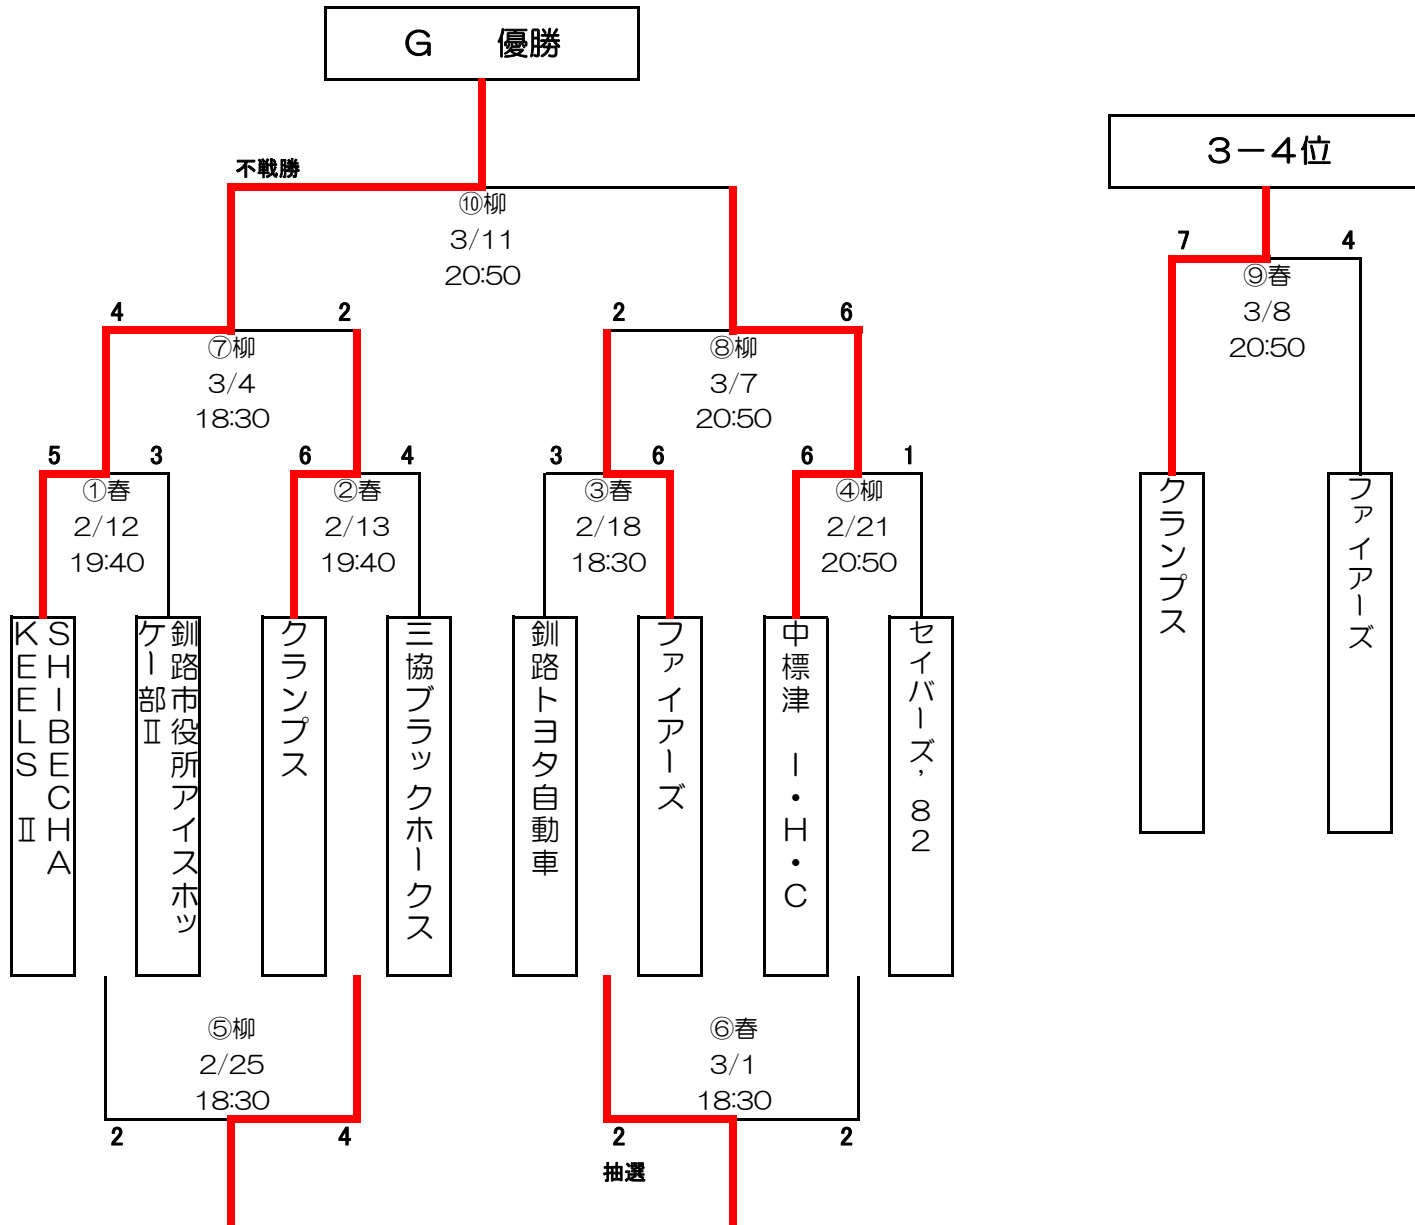 G 優勝
不戦勝
⑩柳
3/11
20:50
3－4位
7 4
⑨春
3/8
20:50
クランプス
ファイアーズ
4 2
⑦柳
3/4
18:30
2 6
⑧柳
3/7
20:50
5 3
①春
2/12
19:40
6 4
②春
2/13
19:40
3 6
③春
2/18
18:30
6 1
④柳
2/21
20:50
SHIBECHA
KEELS Ⅱ
釧路市役所アイスホッ
ケー部Ⅱ
クランプス
三協ブラックホークス
釧路トヨタ自動車
ファイアーズ
中標津 I・H・C
セイバーズ，82
⑤柳
2/25
18:30
2 4
⑥春
3/1
18:30
2 2
抽選